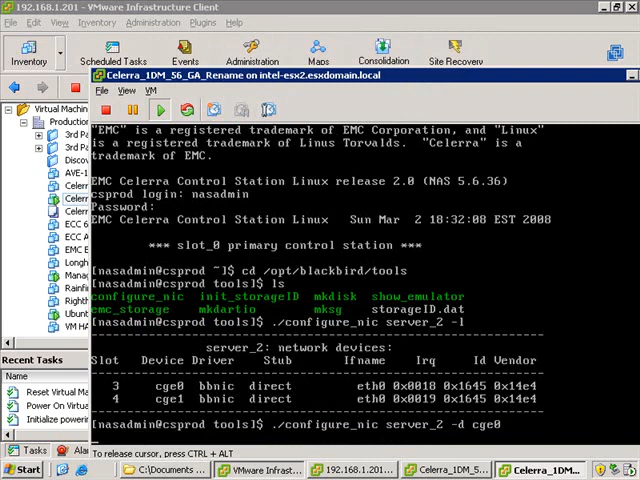 192.168.1.201 - VMware Infrastructure Client
File Edit View Inventory Administration Plugins Help
Inventory Scheduled Tasks Events Administration Maps Consolidation Site Recovery
Celerra_1DM_56_GA_Rename on intel-esx2.esxdomain.local
File View VM
Virtual Machin
Production
3rd Pa
3rd Pa
Discov
AVE-1
Celerr
Celerr
Celerr
ECC 6
ECC U
EMC B
Longh
Manag
Rainfi
Rightn
Ubunt
VM HA
"EMC" is a registered trademark of EMC Corporation, and "Linux"
is a registered trademark of Linus Torvalds. "Celerra" is a
trademark of EMC.
EMC Celerra Control Station Linux release 2.0 (NAS 5.6.36)
csprod login: nasadmin
Password:
EMC Celerra Control Station Linux Sun Mar 2 18:32:08 EST 2008
*** slot_0 primary control station ***
[nasadmin@csprod ~]$ cd /opt/blackbird/tools
[nasadmin@csprod tools]$ ls
configure_nic init_storageID mkdisk show_emulator
emc_storage mkdartio mksg storageID.dat
[nasadmin@csprod tools]$ ./configure_nic server_2 -l
server_2: network devices:
Slot Device Driver Stub Ifname Irq Id Vendor
3 cge0 bbnic direct eth0 0x0018 0x1645 0x14e4
4 cge1 bbnic direct eth0 0x0019 0x1645 0x14e4
[nasadmin@csprod tools]$ ./configure_nic server_2 -d cge0
Recent Tasks
Name
Reset Virtual M
Power On Virtual
Initialize powerin
Tasks Alar
To release cursor, press CTRL + ALT
Start C:\Documents ... VMware Infrast... 192.168.1.201... Celerra_1DM_5... Celerra_1DM...